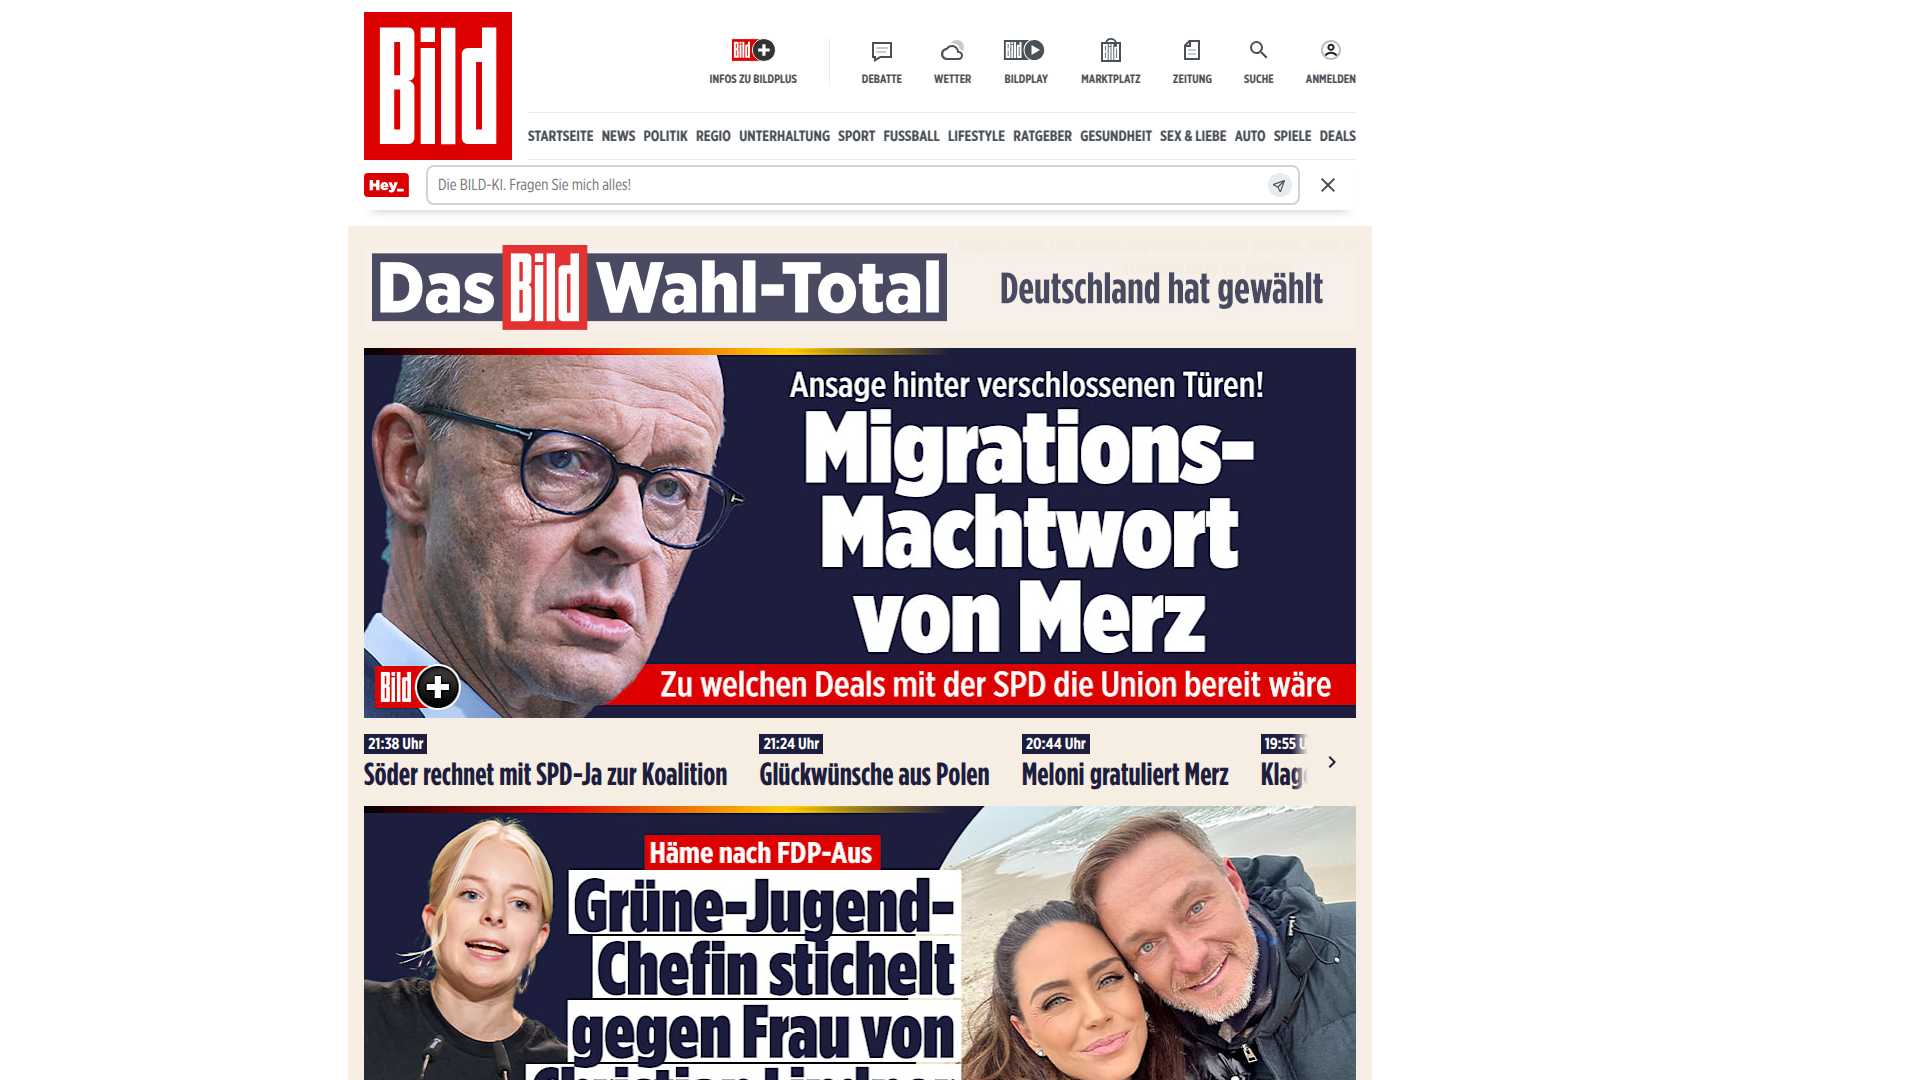 Bild
Bild
INFOS ZU BILDPLUS
DEBATTE
WETTER
Bild
BILDPLAY
Bild
MARKTPLATZ
ZEITUNG
SUCHE
ANMELDEN
STARTSEITE NEWS POLITIK REGIO UNTERHALTUNG SPORT FUSSBALL LIFESTYLE RATGEBER GESUNDHEIT SEX & LIEBE AUTO SPIELE DEALS
Hey_
Die BILD-KI. Fragen Sie mich alles!
Das Bild Wahl-Total
Deutschland hat gewählt
Ansage hinter verschlossenen Türen!
Migrations-
Machtwort
von Merz
Zu welchen Deals mit der SPD die Union bereit wäre
Bild
21:38 Uhr
Söder rechnet mit SPD-Ja zur Koalition
21:24 Uhr
Glückwünsche aus Polen
20:44 Uhr
Meloni gratuliert Merz
19:55
Häme nach FDP-Aus
Grüne-Jugend-
Chefin stichelt
gegen Frau von
Christian Lindner